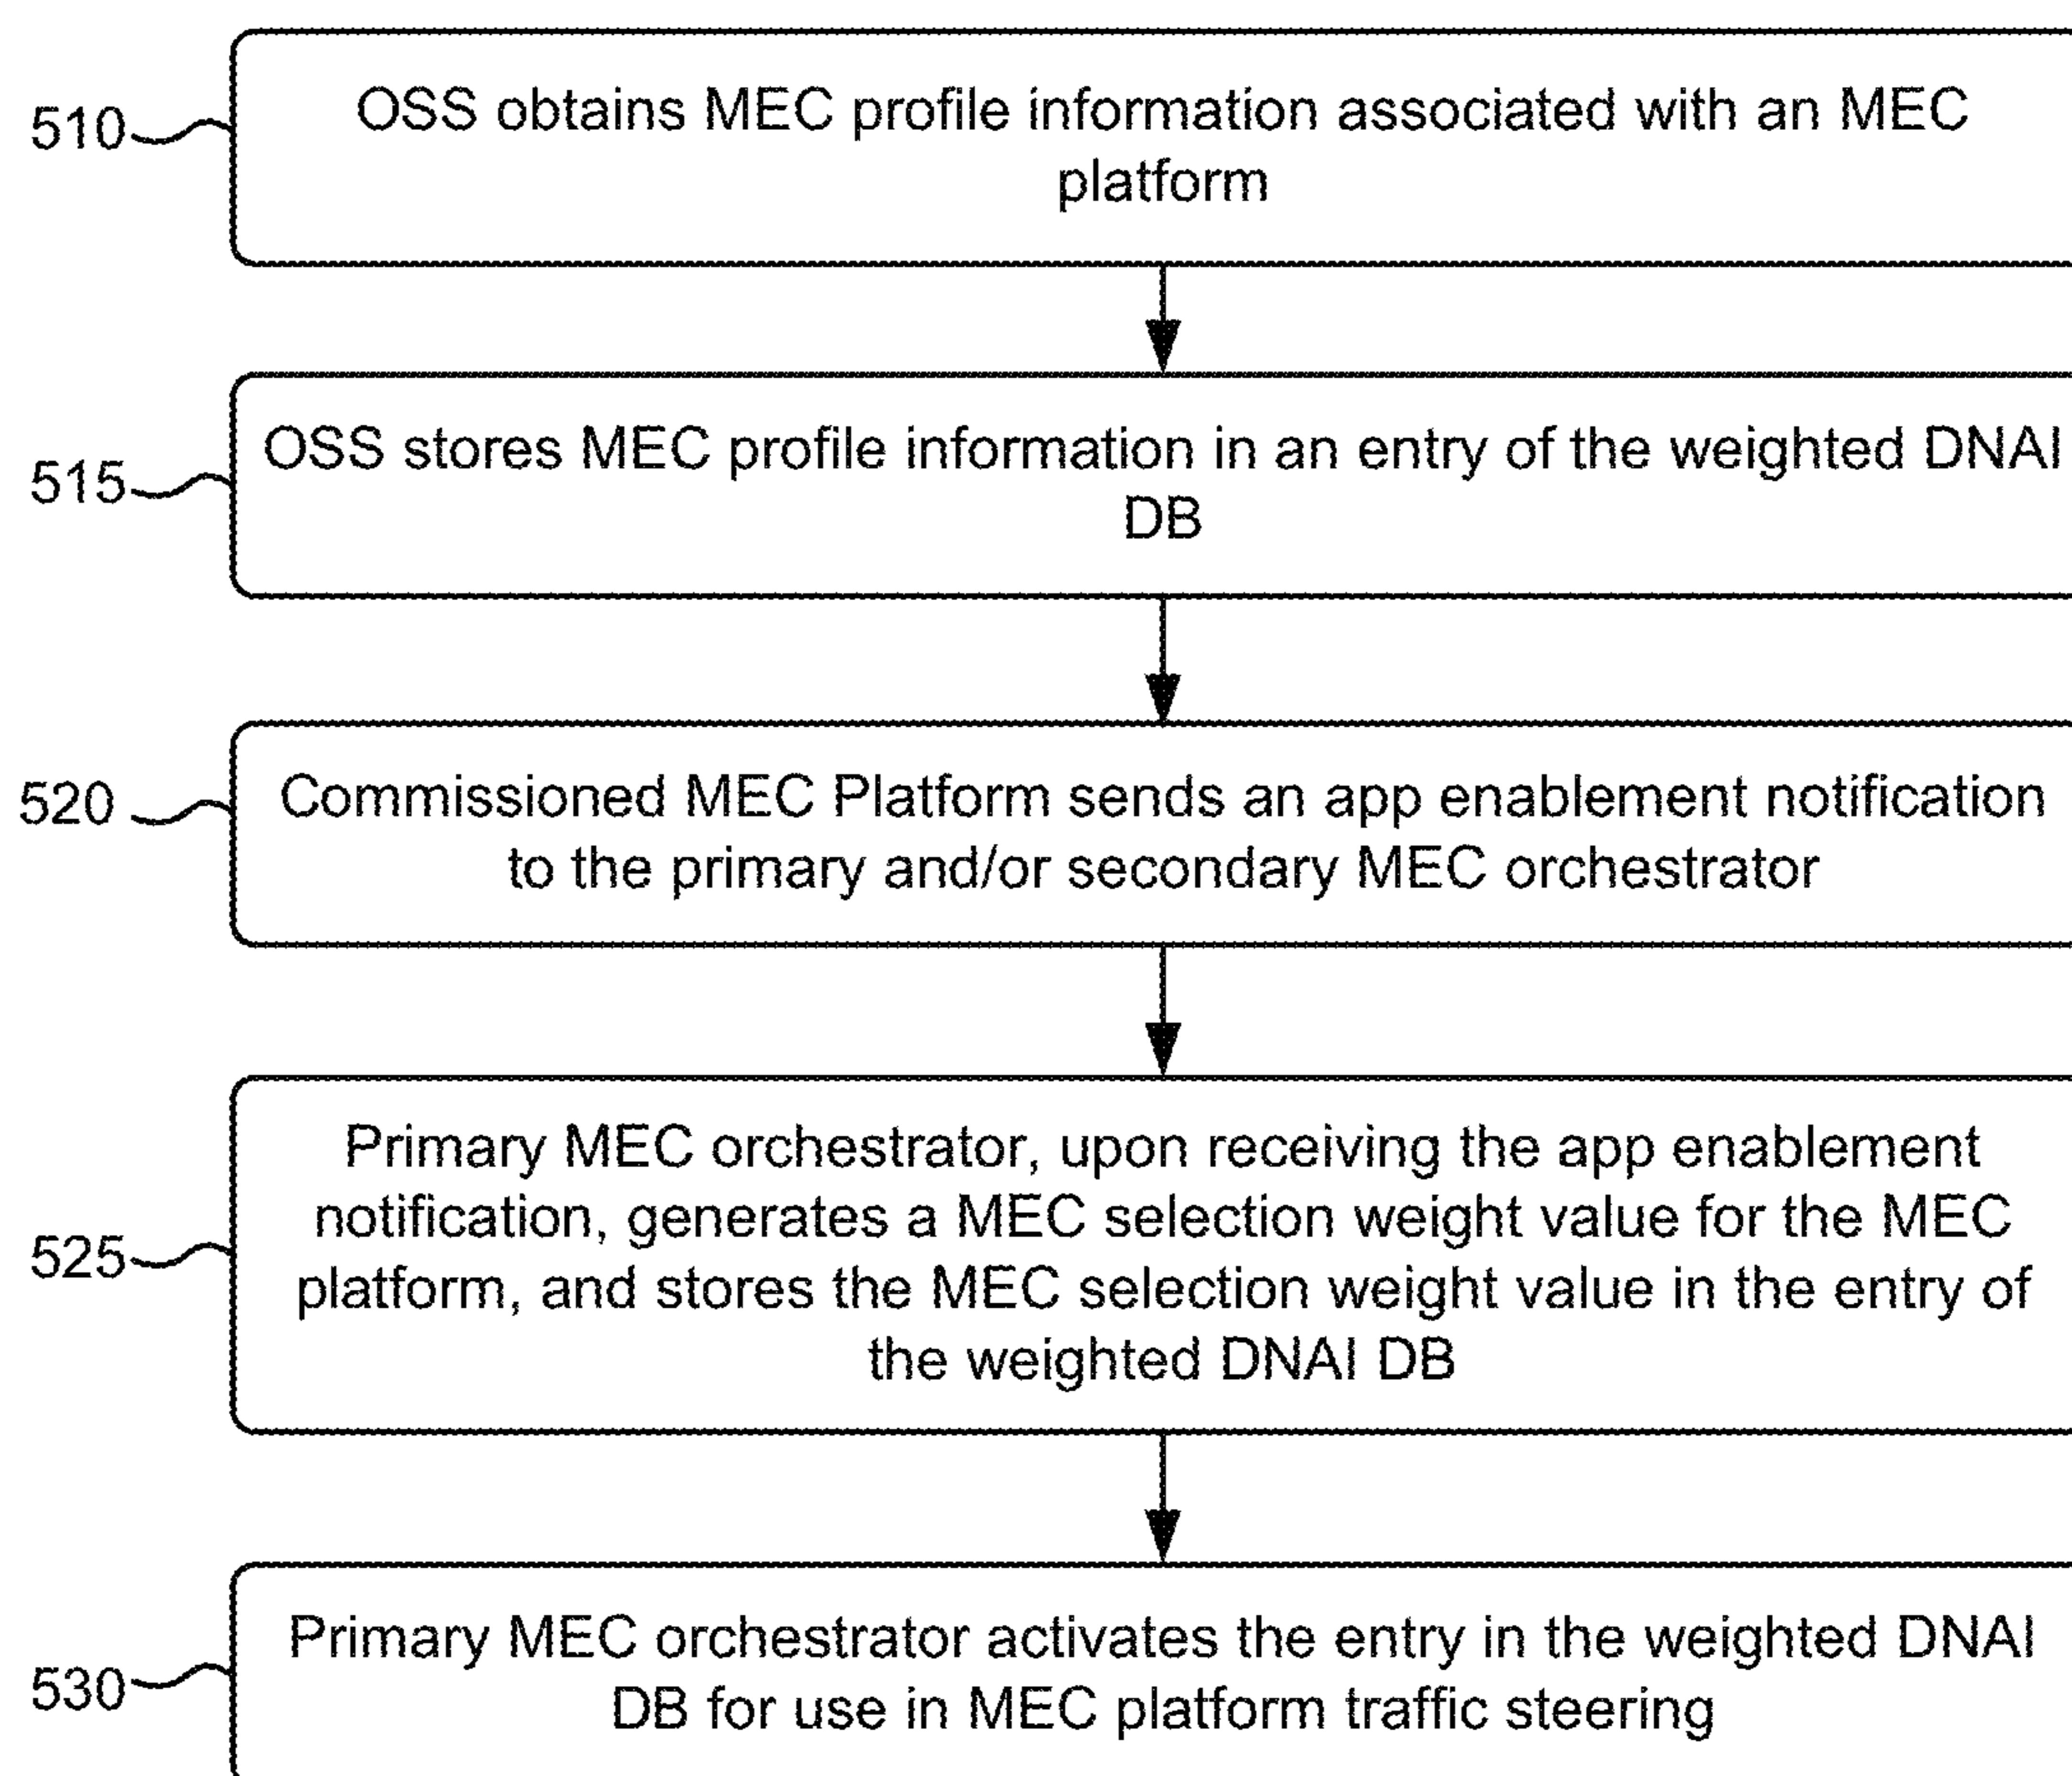 510
OSS obtains MEC profile information associated with an MEC
platform
515
OSS stores MEC profile information in an entry of the weighted DNAI
DB
520
Commissioned MEC Platform sends an app enablement notification
to the primary and/or secondary MEC orchestrator
525
Primary MEC orchestrator, upon receiving the app enablement
notification, generates a MEC selection weight value for the MEC
platform, and stores the MEC selection weight value in the entry of
the weighted DNAI DB
530
Primary MEC orchestrator activates the entry in the weighted DNAI
DB for use in MEC platform traffic steering